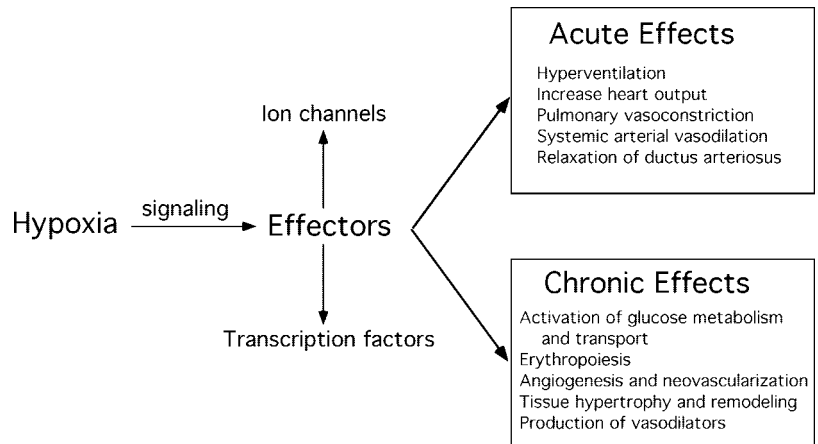 Hypoxia
signaling
Effectors
Ion channels
Transcription factors
Acute Effects
Hyperventilation
Increase heart output
Pulmonary vasoconstriction
Systemic arterial vasodilation
Relaxation of ductus arteriosus
Chronic Effects
Activation of glucose metabolism
and transport
Erythropoiesis
Angiogenesis and neovascularization
Tissue hypertrophy and remodeling
Production of vasodilators